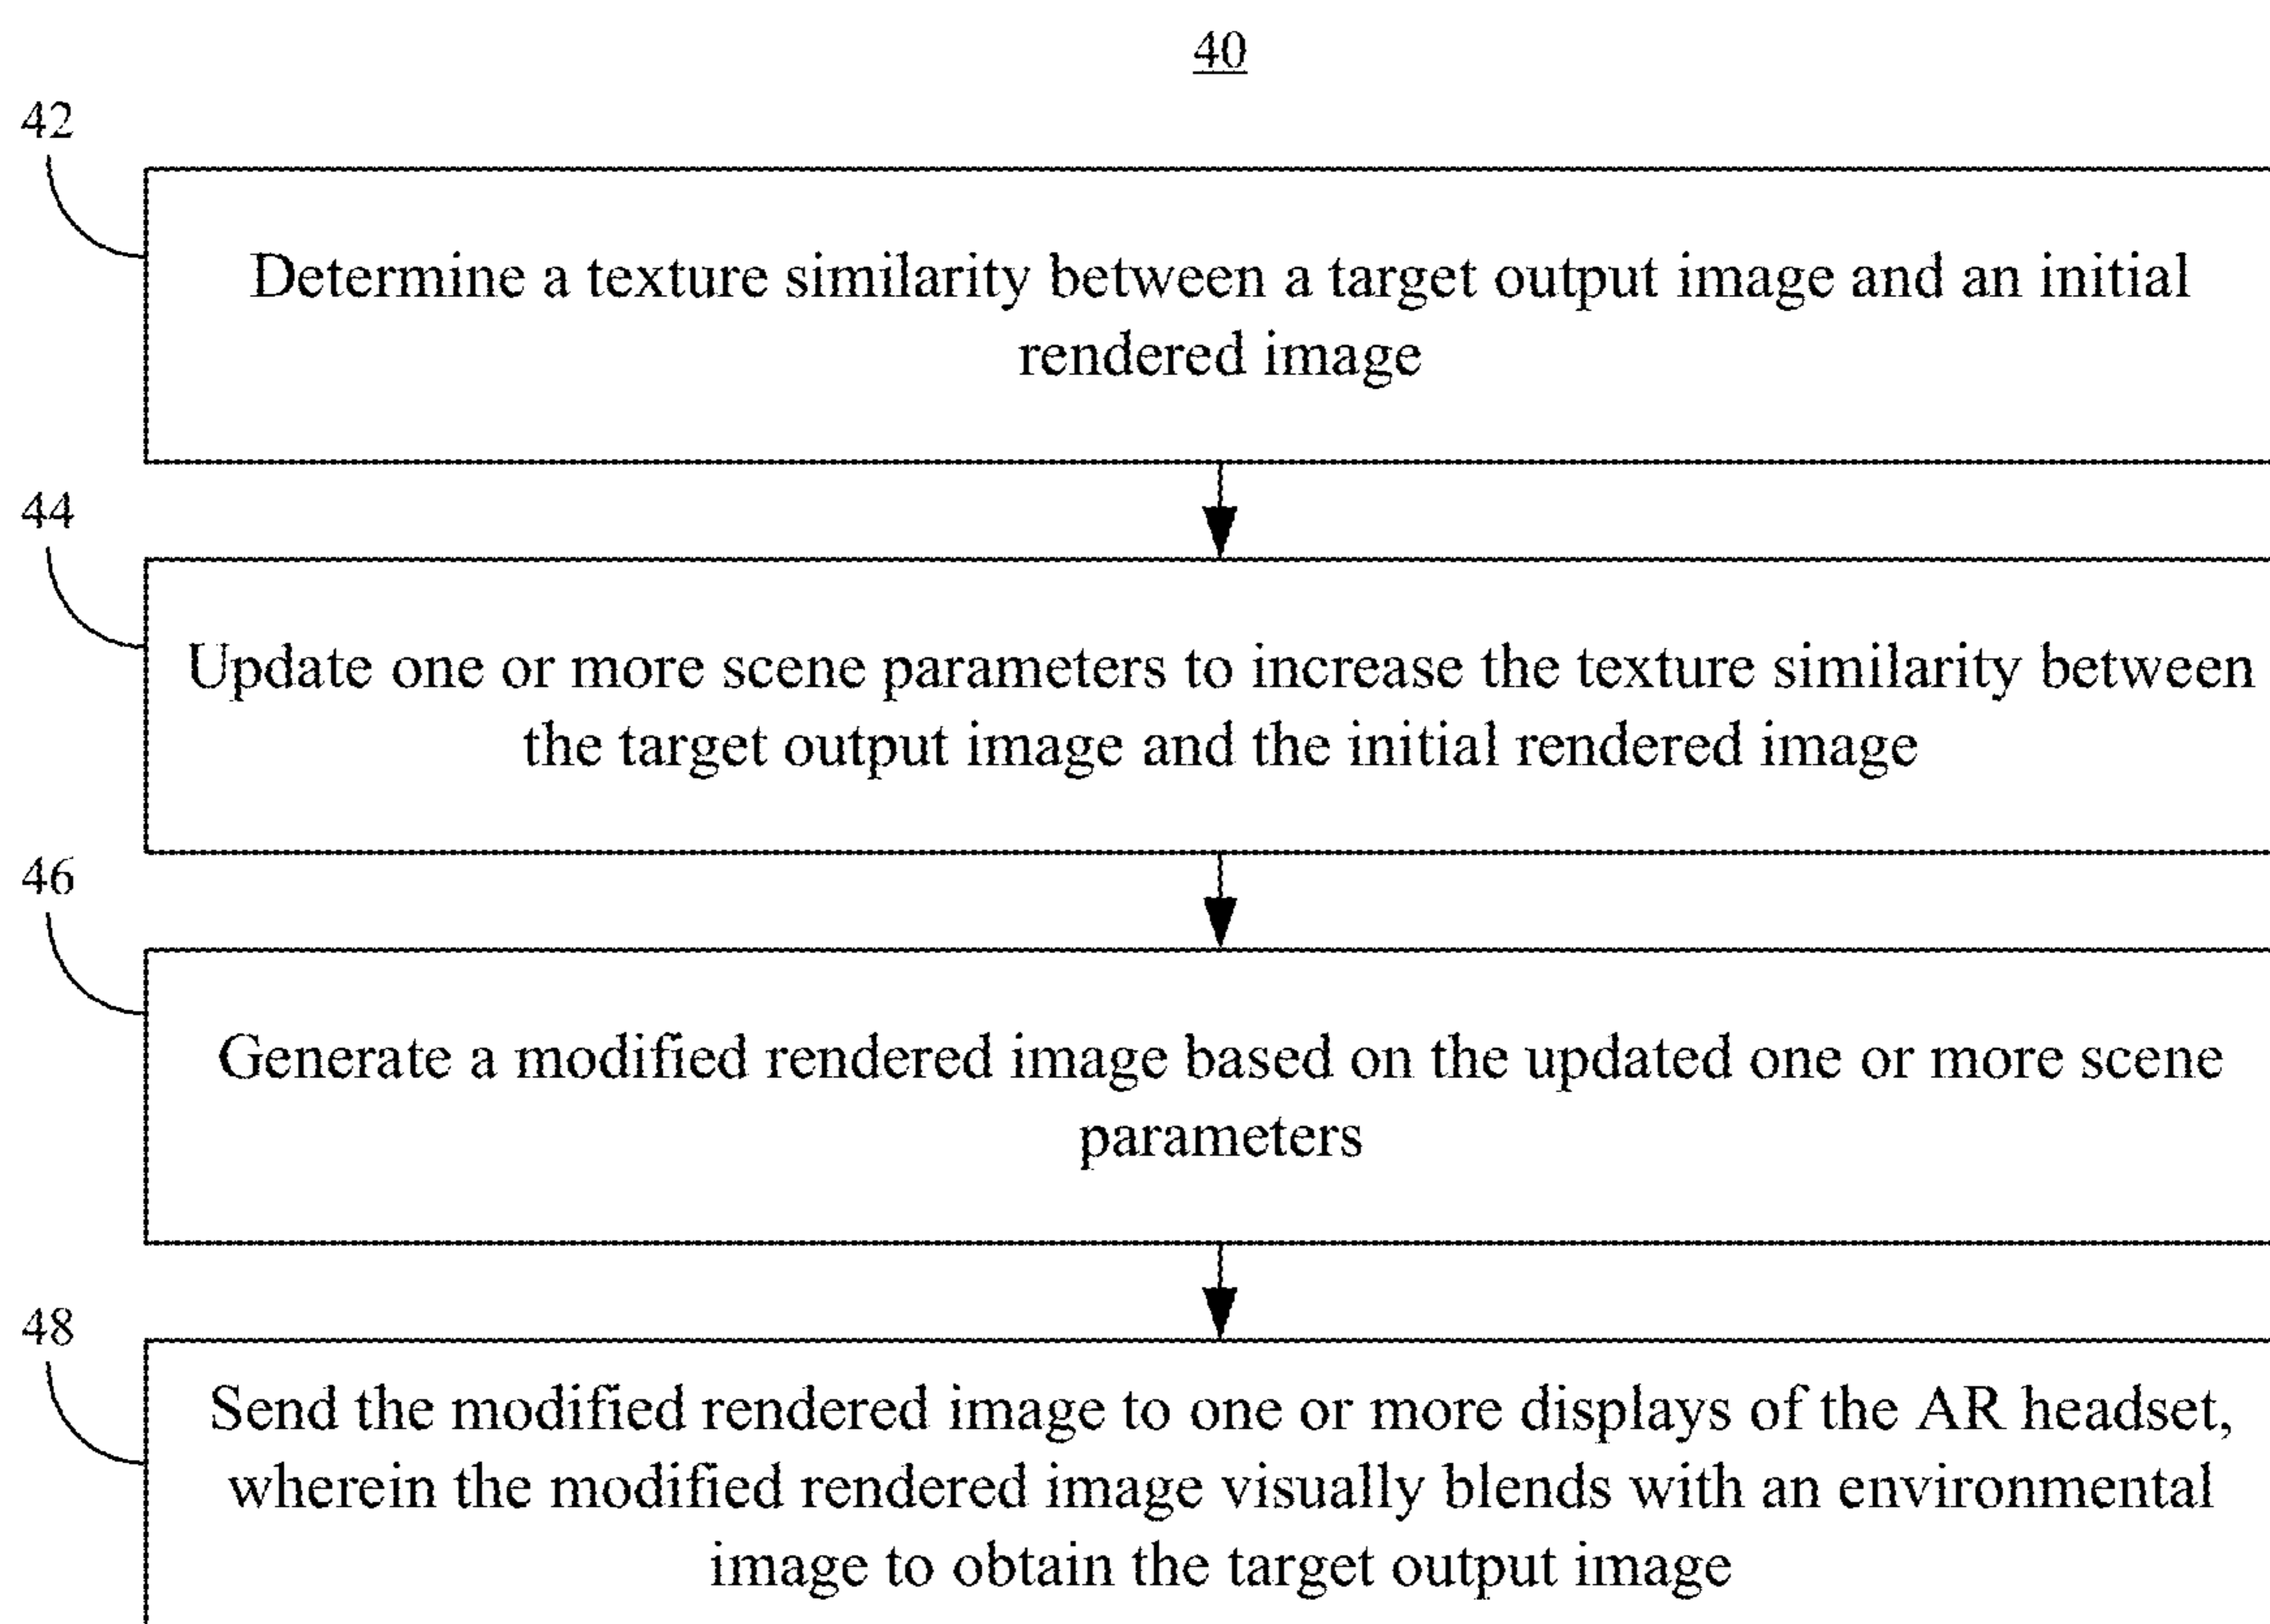 40
42
Determine a texture similarity between a target output image and an initial
rendered image
44
Update one or more scene parameters to increase the texture similarity between
the target output image and the initial rendered image
46
Generate a modified rendered image based on the updated one or more scene
parameters
48
Send the modified rendered image to one or more displays of the AR headset,
wherein the modified rendered image visually blends with an environmental
image to obtain the target output image